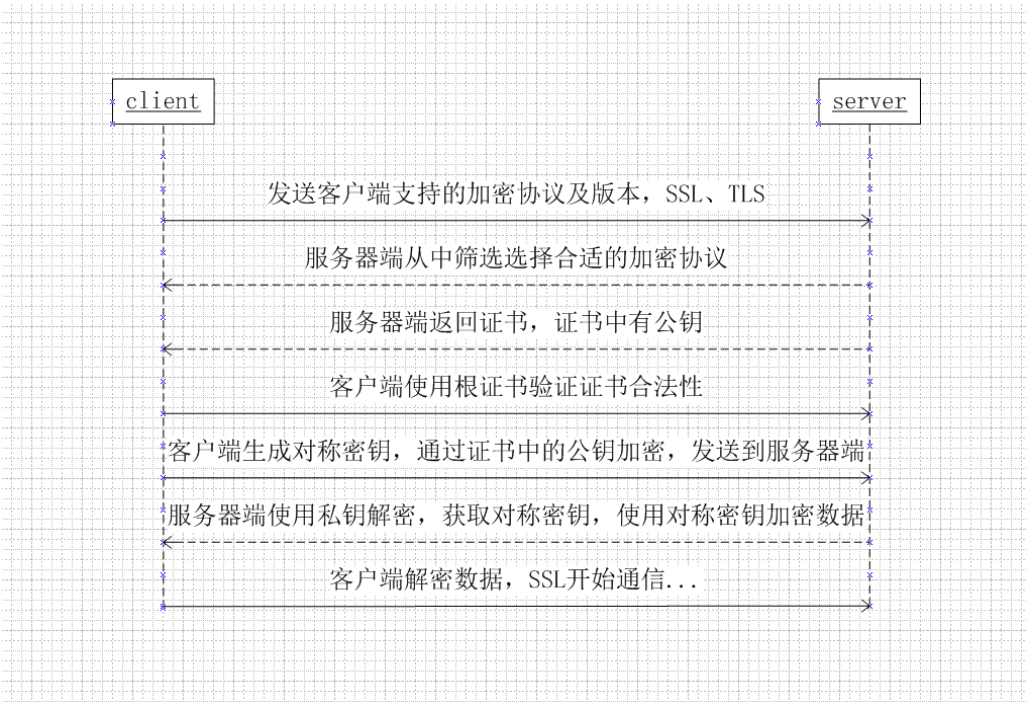 client
server
发送客户端支持的加密协议及版本，SSL、TLS
服务器端从中筛选选择合适的加密协议
服务器端返回证书，证书中有公钥
客户端使用根证书验证证书合法性
客户端生成对称密钥，通过证书中的公钥加密，发送到服务器端
服务器端使用私钥解密，获取对称密钥，使用对称密钥加密数据
客户端解密数据，SSL开始通信...